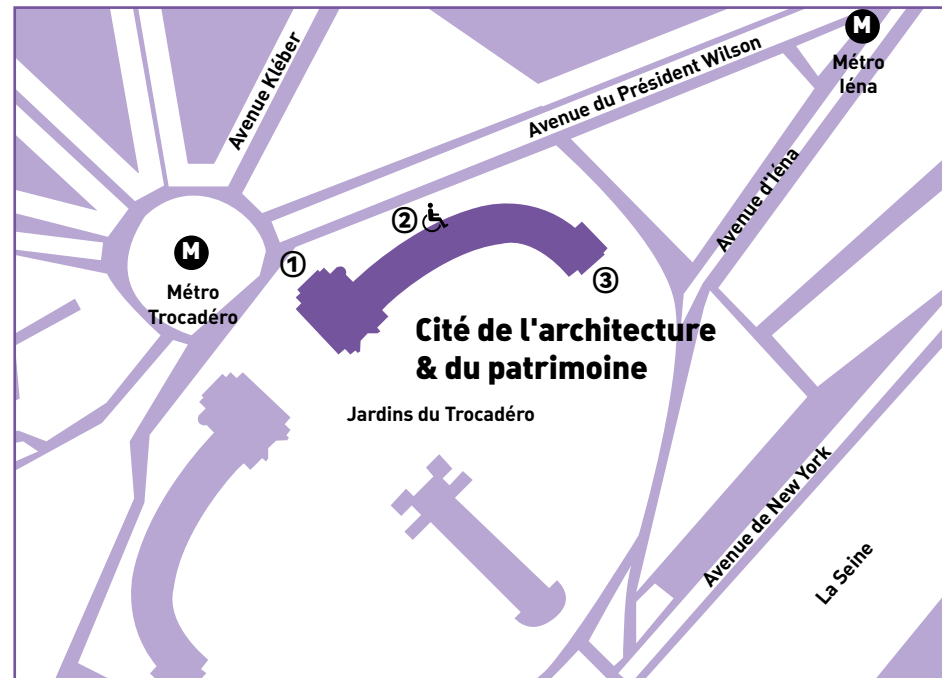 M
Métro
Iéna
Avenue Kléber
Avenue du Président Wilson
Avenue d'Iéna
②
①
M
Métro
Trocadéro
③
Cité de l'architecture
& du patrimoine
Jardins du Trocadéro
Avenue de New York
La Seine